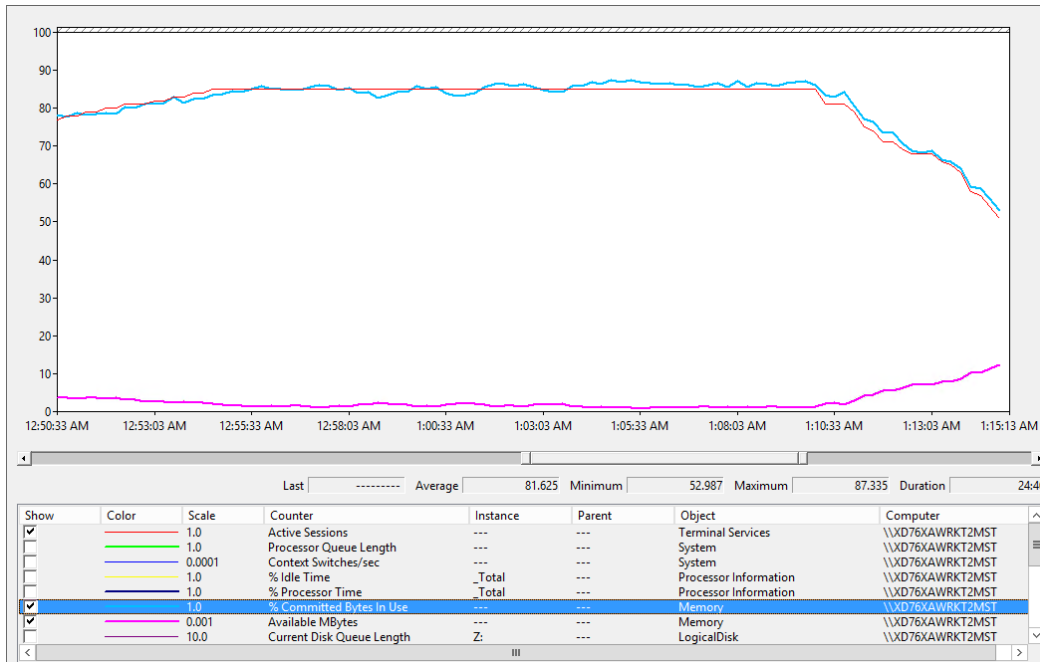 100
90
80
70
60
50
40
30
20
10
0
12:50:33 AM 12:53:03 AM 12:55:33 AM 12:58:03 AM 1:00:33 AM 1:03:03 AM 1:05:33 AM 1:08:03 AM 1:10:33 AM 1:13:03 AM 1:15:13 AM
Last --------- Average 81.625 Minimum 52.987 Maximum 87.335 Duration 24:4
Show Color Scale Counter Instance Parent Object Computer
1.0 Active Sessions --- --- Terminal Services \\XD76XAWRKT2MST
1.0 Processor Queue Length --- --- System \\XD76XAWRKT2MST
0.0001 Context Switches/sec --- --- System \\XD76XAWRKT2MST
1.0 % Idle Time _Total --- Processor Information \\XD76XAWRKT2MST
1.0 % Processor Time _Total --- Processor Information \\XD76XAWRKT2MST
1.0 % Committed Bytes In Use --- --- Memory \\XD76XAWRKT2MST
0.001 Available MBytes --- --- Memory \\XD76XAWRKT2MST
10.0 Current Disk Queue Length Z: --- LogicalDisk \\XD76XAWRKT2MST